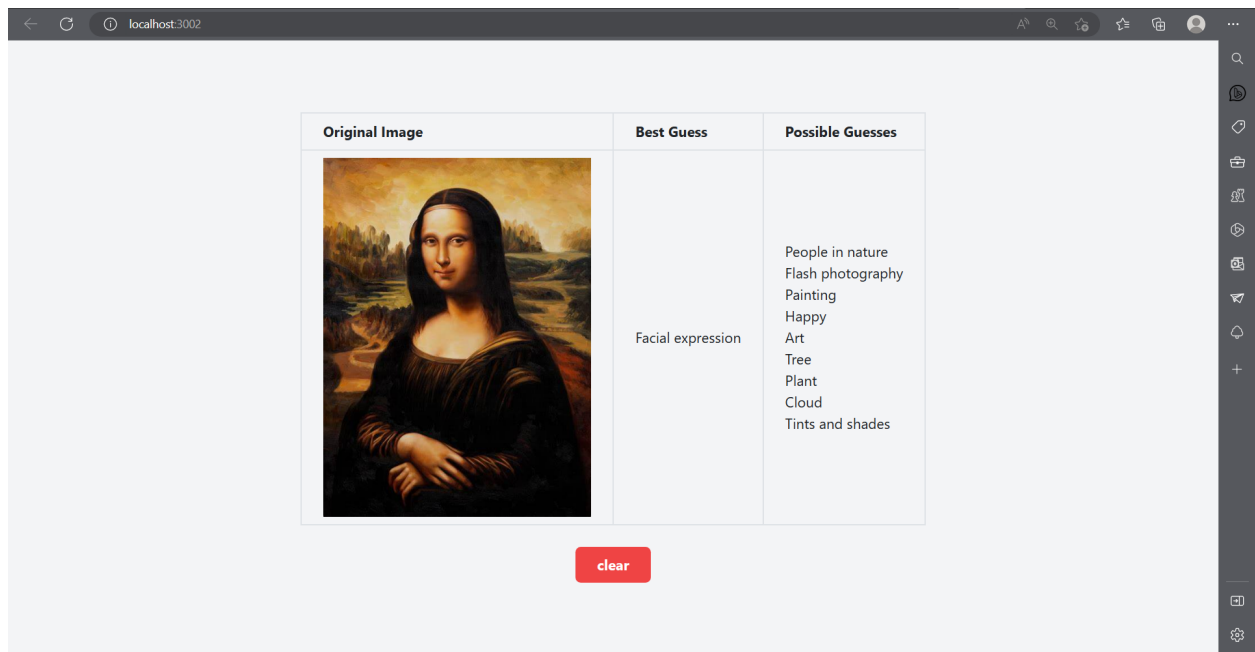 localhost:3002
Original Image
Best Guess
Possible Guesses
Facial expression
People in nature
Flash photography
Painting
Happy
Art
Tree
Plant
Cloud
Tints and shades
clear